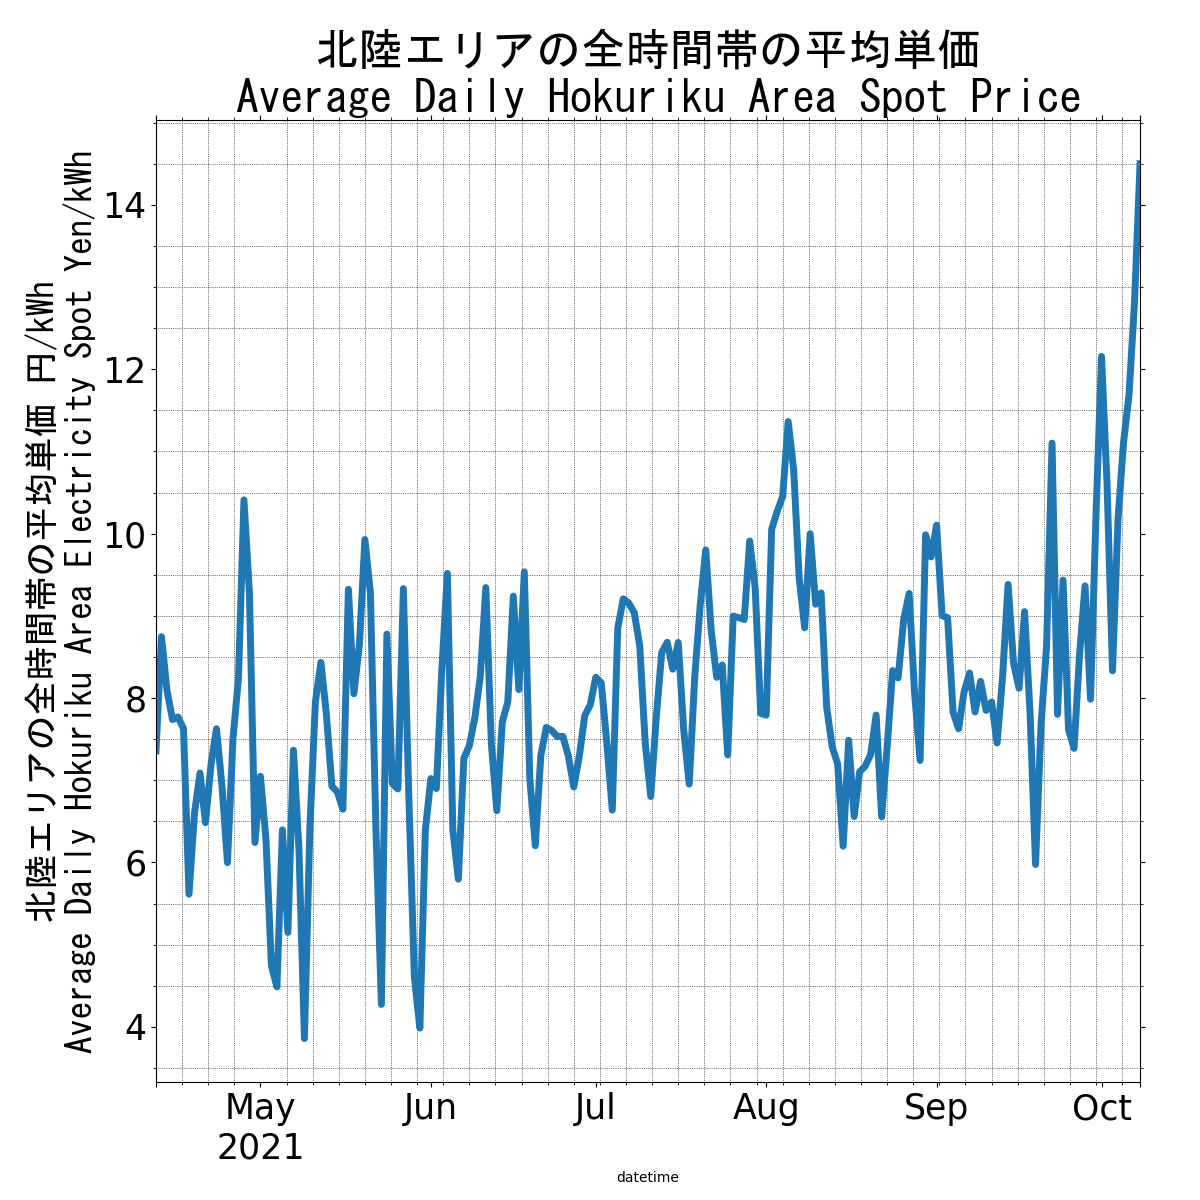 北陸エリアの全時間帯の平均単価
Average Daily Hokuriku Area Spot Price
北陸エリアの全時間帯の平均単価 円/kWh
Average Daily Hokuriku Area Electricity Spot Yen/kWh
14
12
10
8
6
4
May
2021
Jun
Jul
Aug
Sep
Oct
datetime